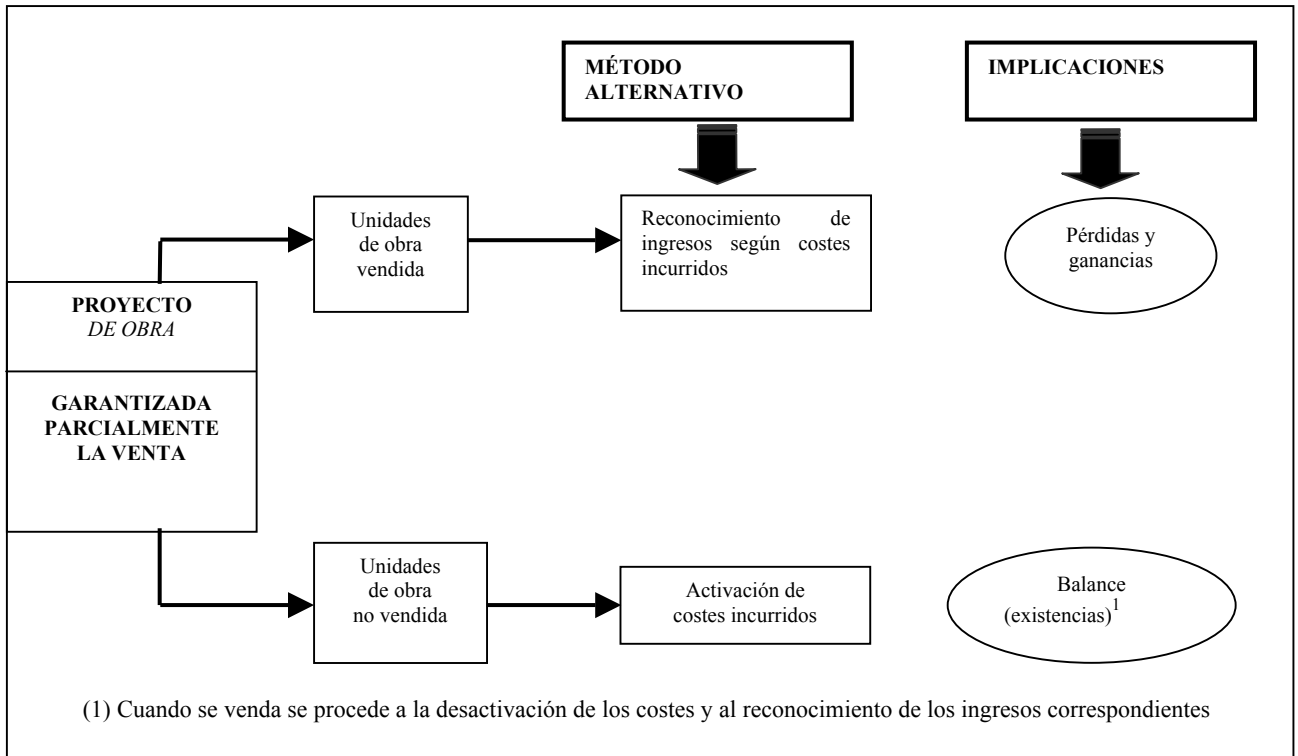 MÉTODO
ALTERNATIVO
IMPLICACIONES
Unidades
de obra
vendida
Reconocimiento de
ingresos según costes
incurridos
Pérdidas y
ganancias
PROYECTO
DE OBRA
GARANTIZADA
PARCIALMENTE
LA VENTA
Unidades
de obra
no vendida
Activación de
costes incurridos
Balance
(existencias)1
(1) Cuando se venda se procede a la desactivación de los costes y al reconocimiento de los ingresos correspondientes